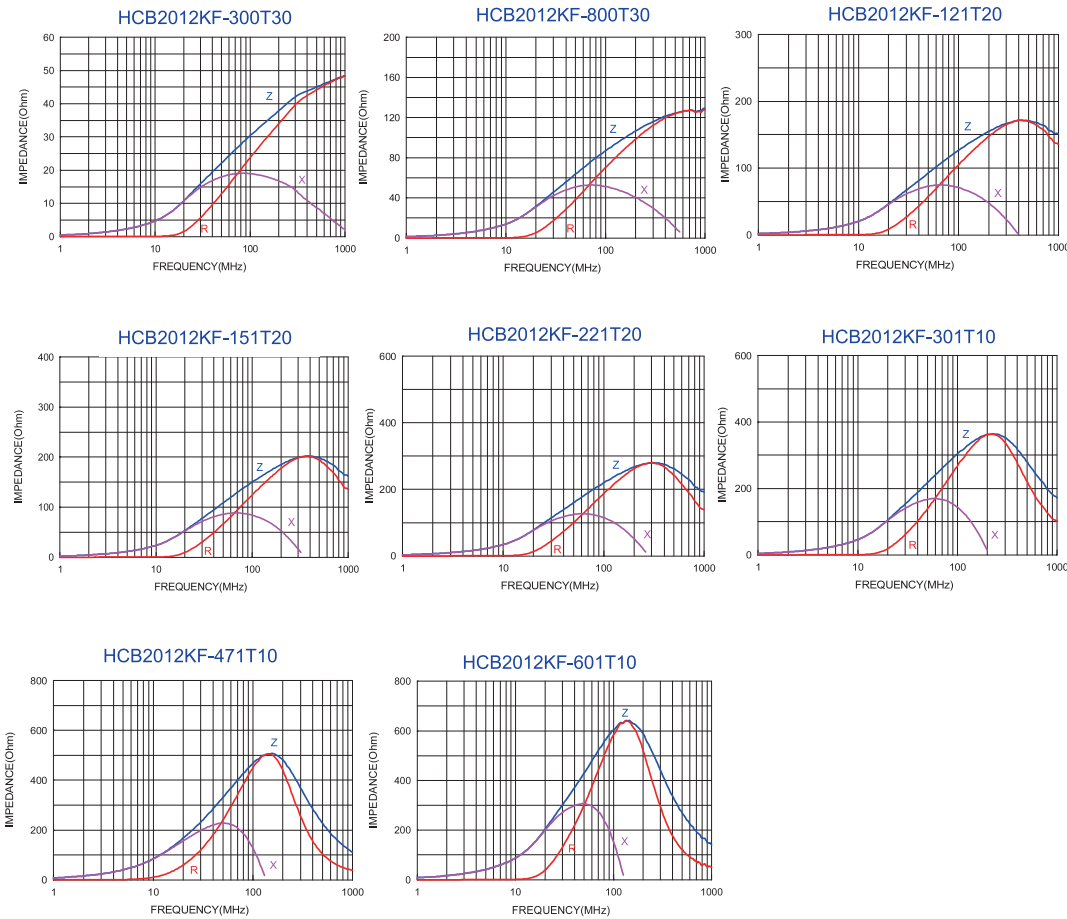 HCB2012KF-300T30
60
50
40
30
20
10
0
IMPEDANCE(Ohm)
Z
X
R
1
10
100
1000
FREQUENCY(MHz)
HCB2012KF-800T30
200
160
120
80
40
0
IMPEDANCE(Ohm)
Z
X
R
1
10
100
1000
FREQUENCY(MHz)
HCB2012KF-121T20
300
200
100
0
IMPEDANCE(Ohm)
Z
X
R
1
10
100
1000
FREQUENCY(MHz)
HCB2012KF-151T20
400
300
200
100
0
IMPEDANCE(Ohm)
Z
X
R
1
10
100
1000
FREQUENCY(MHz)
HCB2012KF-221T20
600
400
200
0
IMPEDANCE(Ohm)
Z
X
R
1
10
100
1000
FREQUENCY(MHz)
HCB2012KF-301T10
600
400
200
0
IMPEDANCE(Ohm)
Z
X
R
1
10
100
1000
FREQUENCY(MHz)
HCB2012KF-471T10
800
600
400
200
0
IMPEDANCE(Ohm)
Z
X
R
1
10
100
1000
FREQUENCY(MHz)
HCB2012KF-601T10
800
600
400
200
0
IMPEDANCE(Ohm)
Z
X
R
1
10
100
1000
FREQUENCY(MHz)